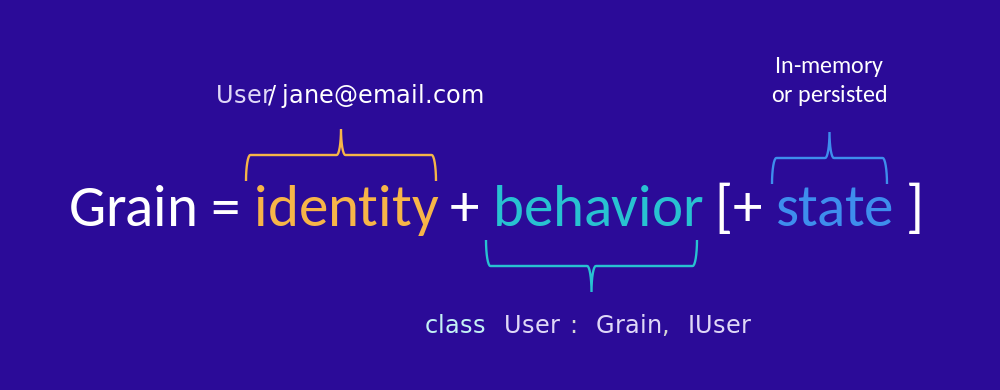 In-memory
or persisted
User/ jane@email.com
Grain = identity + behavior [+ state ]
class User : Grain, IUser